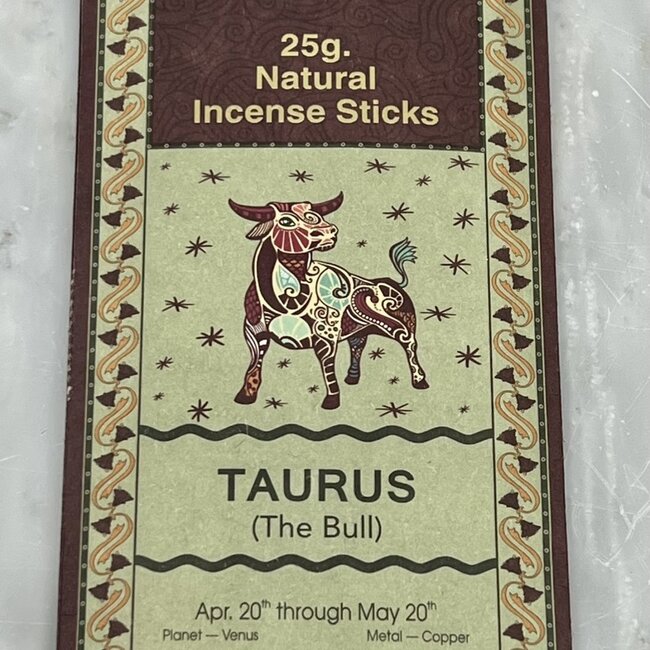 25g.
Natural
Incense Sticks
TAURUS
(The Bull)
Apr. 20th through May 20th
Planet — Venus Metal — Copper